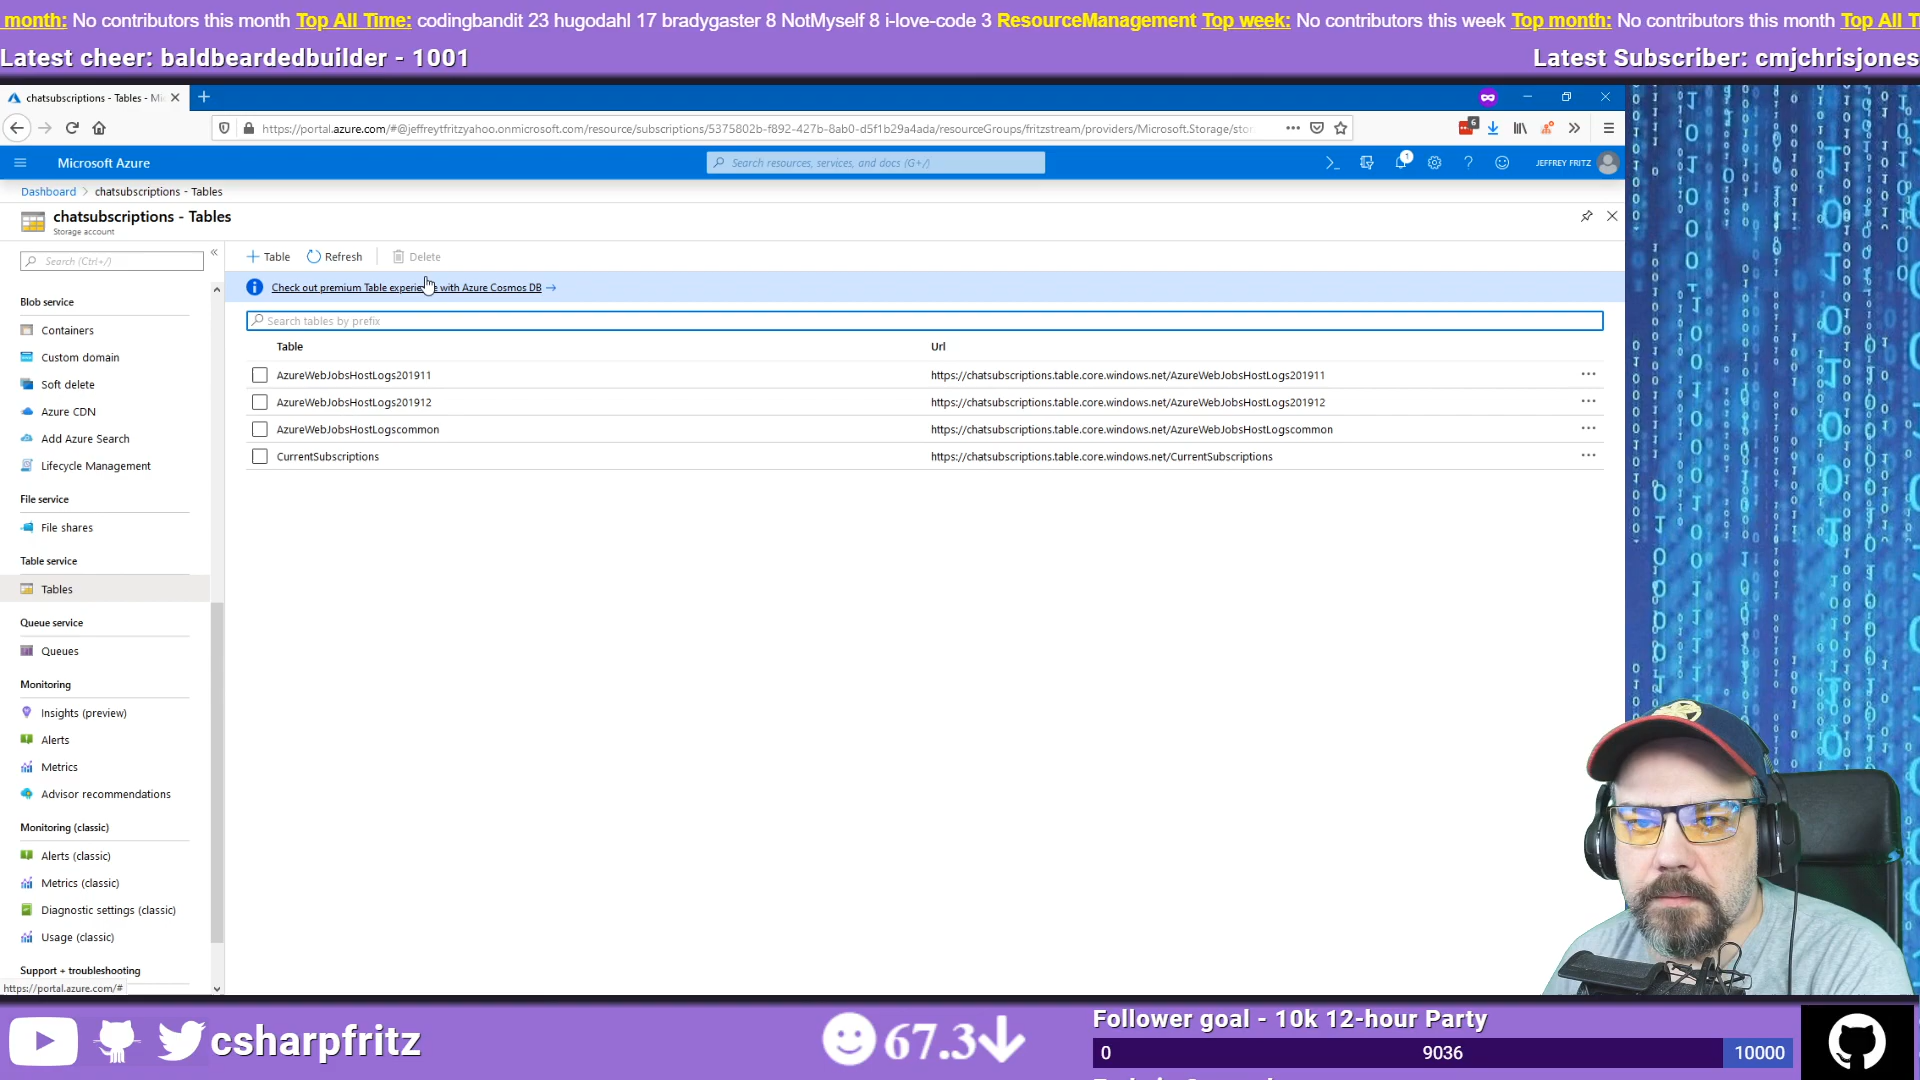 month: No contributors this month Top All Time: codingbandit 23 hugodahl 17 bradygaster 8 NotMyself 8 i-love-code 3 ResourceManagement Top week: No contributors this week Top month: No contributors this month Top All T
Latest cheer: baldbeardedbuilder - 1001
Latest Subscriber: cmjchrisjones
chatsubscriptions - Tables - Mic
https://portal.azure.com/#@jeffreytfritzyahoo.onmicrosoft.com/resource/subscriptions/5375802b-f892-427b-8ab0-d5f1b29a4ada/resourceGroups/fritzstream/providers/Microsoft.Storage/stor
6
Microsoft Azure
Search resources, services, and docs (G+/)
1
JEFFREY FRITZ
Dashboard > chatsubscriptions - Tables
chatsubscriptions - Tables
Storage account
Search (Ctrl+/)
Table
Refresh
Delete
Check out premium Table experience with Azure Cosmos DB
Search tables by prefix
Table Url
AzureWebJobsHostLogs201911 https://chatsubscriptions.table.core.windows.net/AzureWebJobsHostLogs201911
AzureWebJobsHostLogs201912 https://chatsubscriptions.table.core.windows.net/AzureWebJobsHostLogs201912
AzureWebJobsHostLogscommon https://chatsubscriptions.table.core.windows.net/AzureWebJobsHostLogscommon
CurrentSubscriptions https://chatsubscriptions.table.core.windows.net/CurrentSubscriptions
Blob service
Containers
Custom domain
Soft delete
Azure CDN
Add Azure Search
Lifecycle Management
File service
File shares
Table service
Tables
Queue service
Queues
Monitoring
Insights (preview)
Alerts
Metrics
Advisor recommendations
Monitoring (classic)
Alerts (classic)
Metrics (classic)
Diagnostic settings (classic)
Usage (classic)
Support + troubleshooting
https://portal.azure.com/#
csharpfritz
67.3
Follower goal - 10k 12-hour Party
0 9036 10000